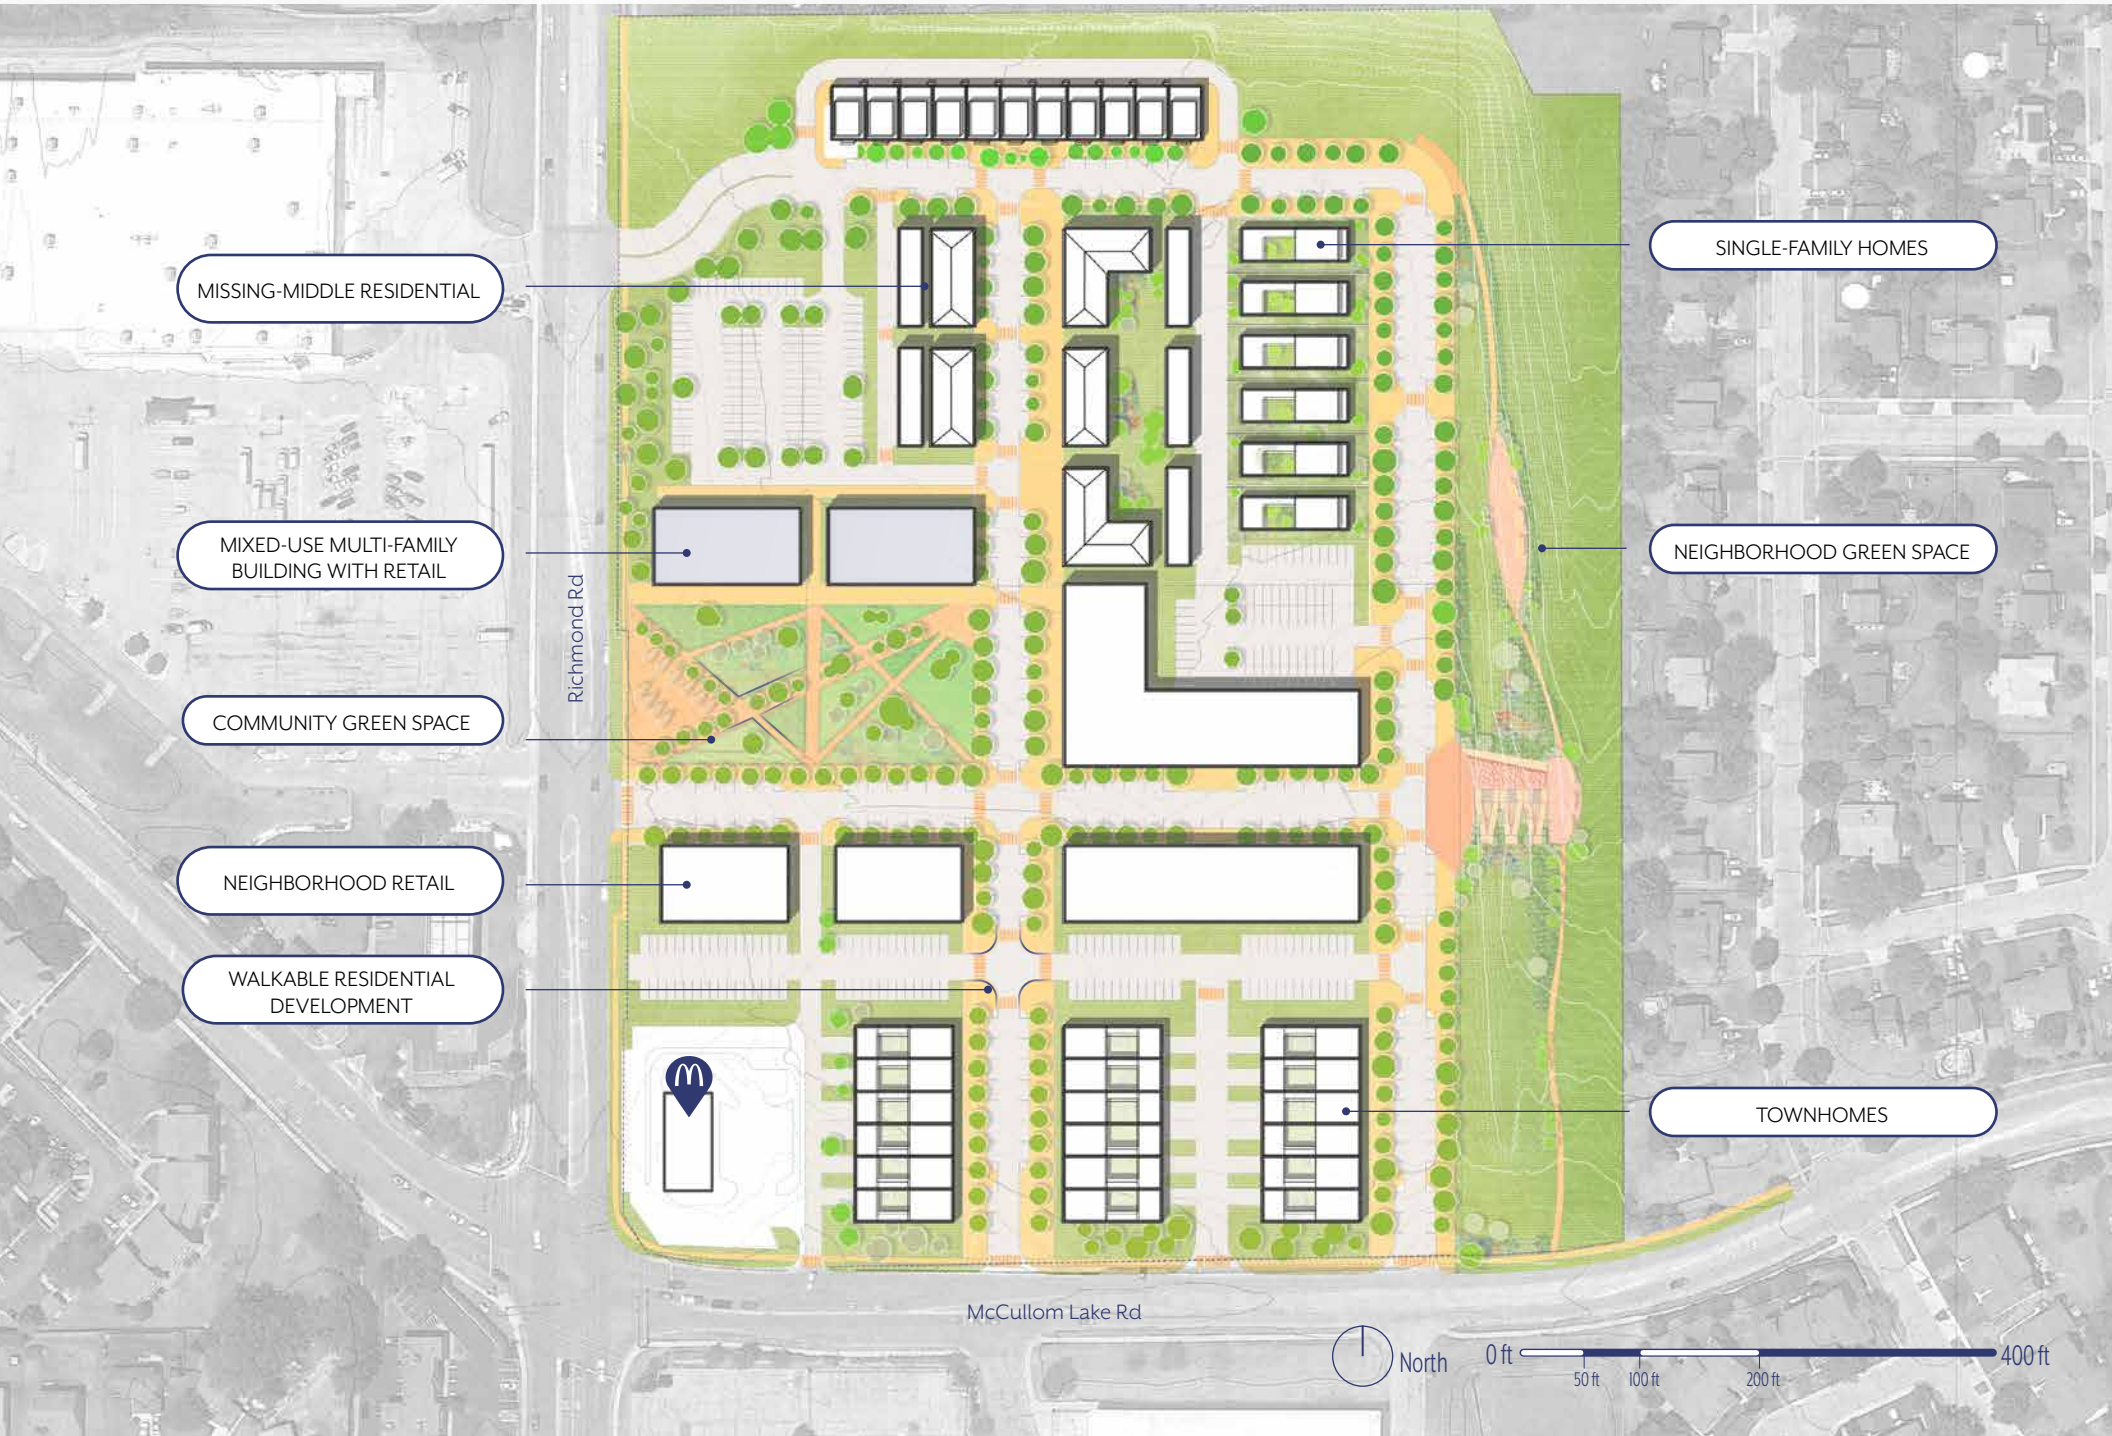 SINGLE-FAMILY HOMES
MISSING-MIDDLE RESIDENTIAL
MIXED-USE MULTI-FAMILY
BUILDING WITH RETAIL
NEIGHBORHOOD GREEN SPACE
Richmond Rd
COMMUNITY GREEN SPACE
NEIGHBORHOOD RETAIL
WALKABLE RESIDENTIAL
DEVELOPMENT
TOWNHOMES
McCullom Lake Rd
North
0 ft
50 ft
100 ft
200 ft
400 ft